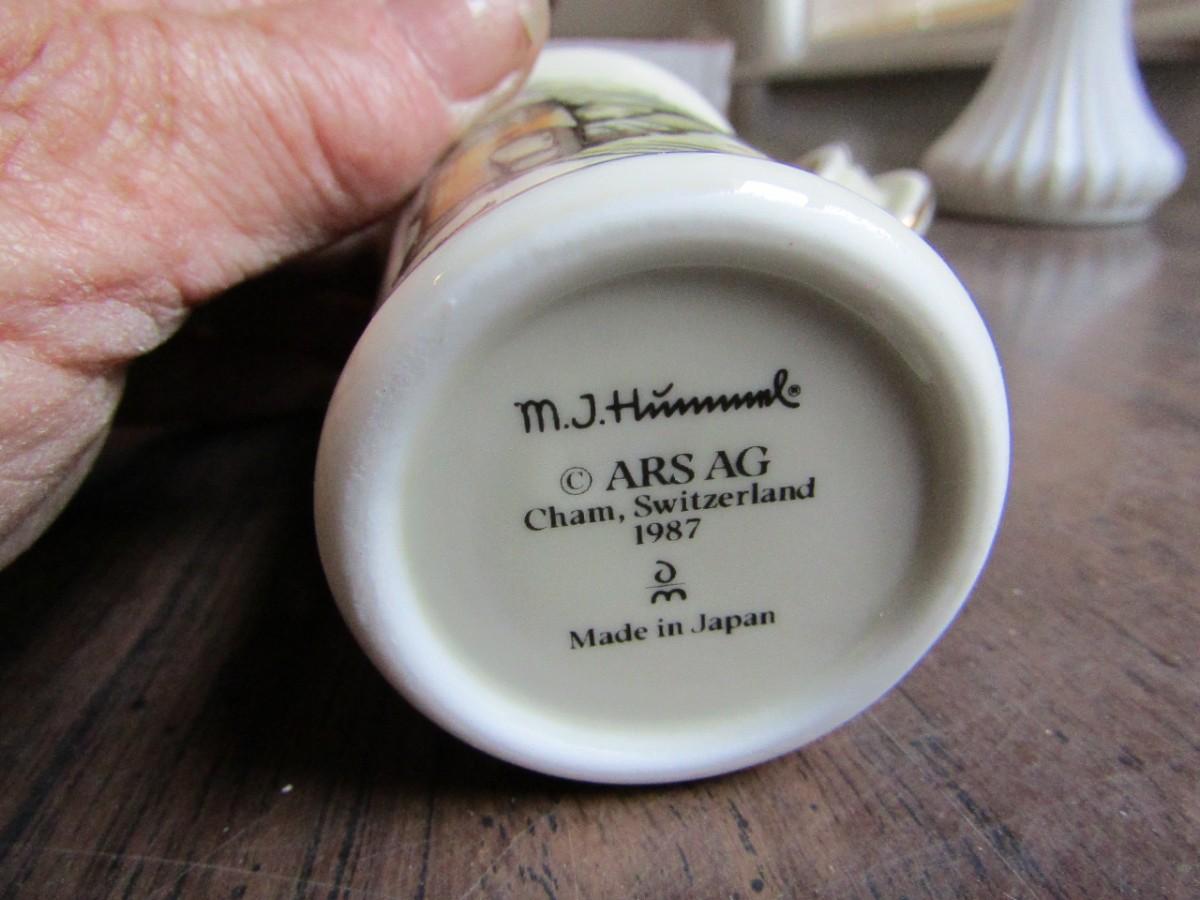 M.J.Hummel®
© ARS AG
Cham, Switzerland
1987
Made in Japan